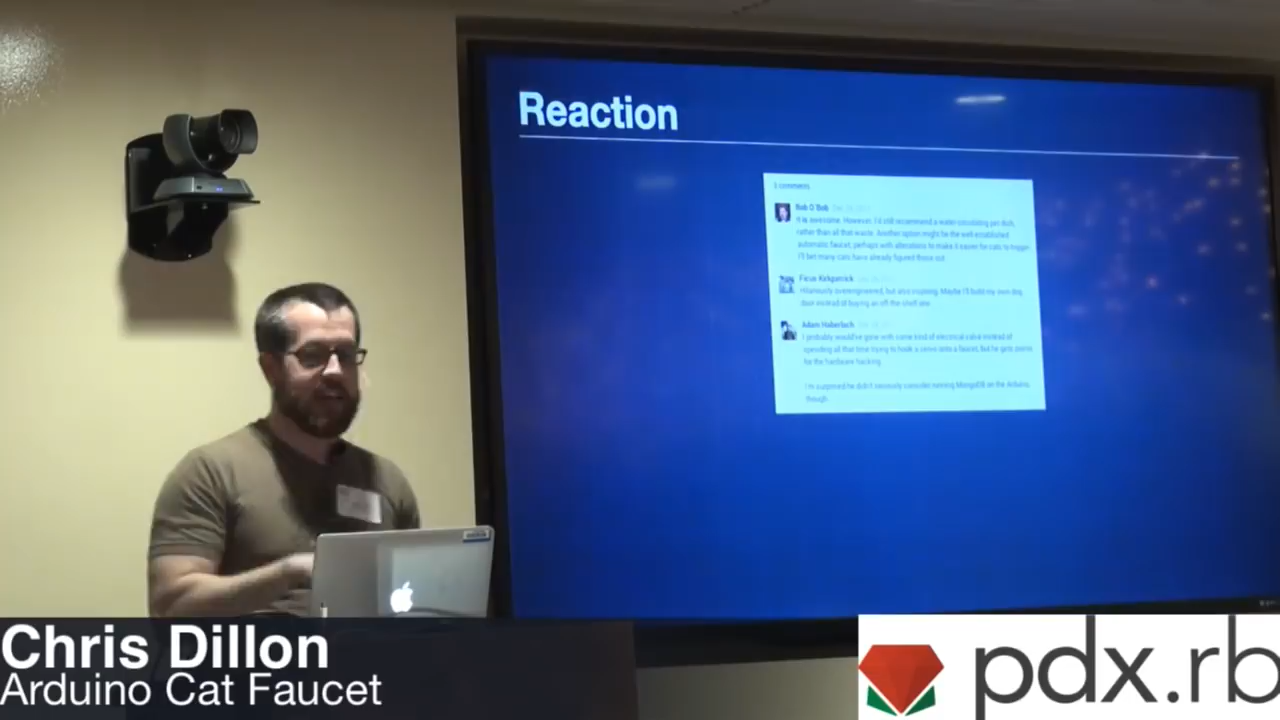 Reaction
3 comments
Bob O'Bob
It is awesome. However, I'd still recommend a water-circulating pet dish,
rather than all that waste. Another option might be the well-established
automatic faucet, perhaps with alterations to make it easier for cats to trigger.
I'll bet many cats have already figured those out.
Ficus Kirkpatrick
Hilariously overengineered, but also inspiring. Maybe I'll build my own dog
door instead of buying an off the shelf one.
Adam Haberlach
I probably would've gone with some kind of electrical valve instead of
spending all that time trying to hook a servo onto a faucet, but he gets points
for the hardware hacking.
I'm surprised he didn't seriously consider running MongoDB on the Arduino,
though.
Chris Dillon
Arduino Cat Faucet
pdx.rb